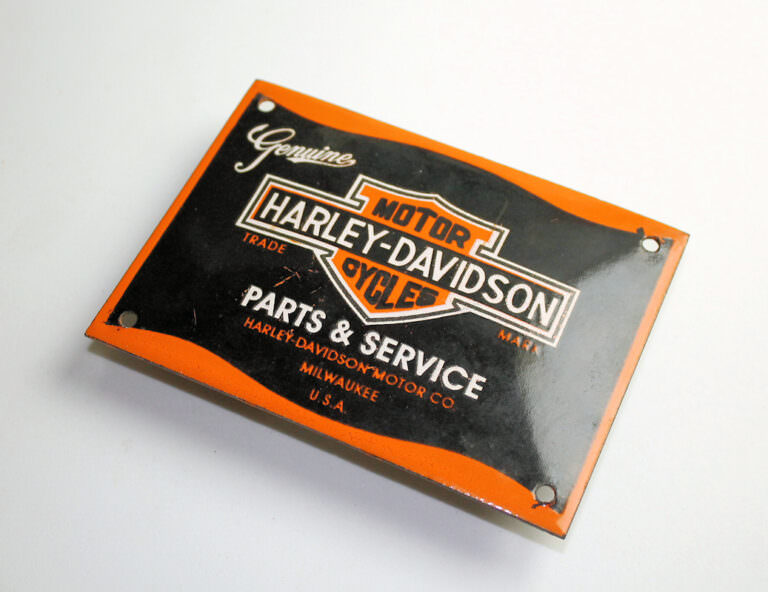 Genuine
MOTOR
HARLEY-DAVIDSON
CYCLES
TRADE MARK
PARTS & SERVICE
HARLEY-DAVIDSON MOTOR CO.
MILWAUKEE
U.S.A.